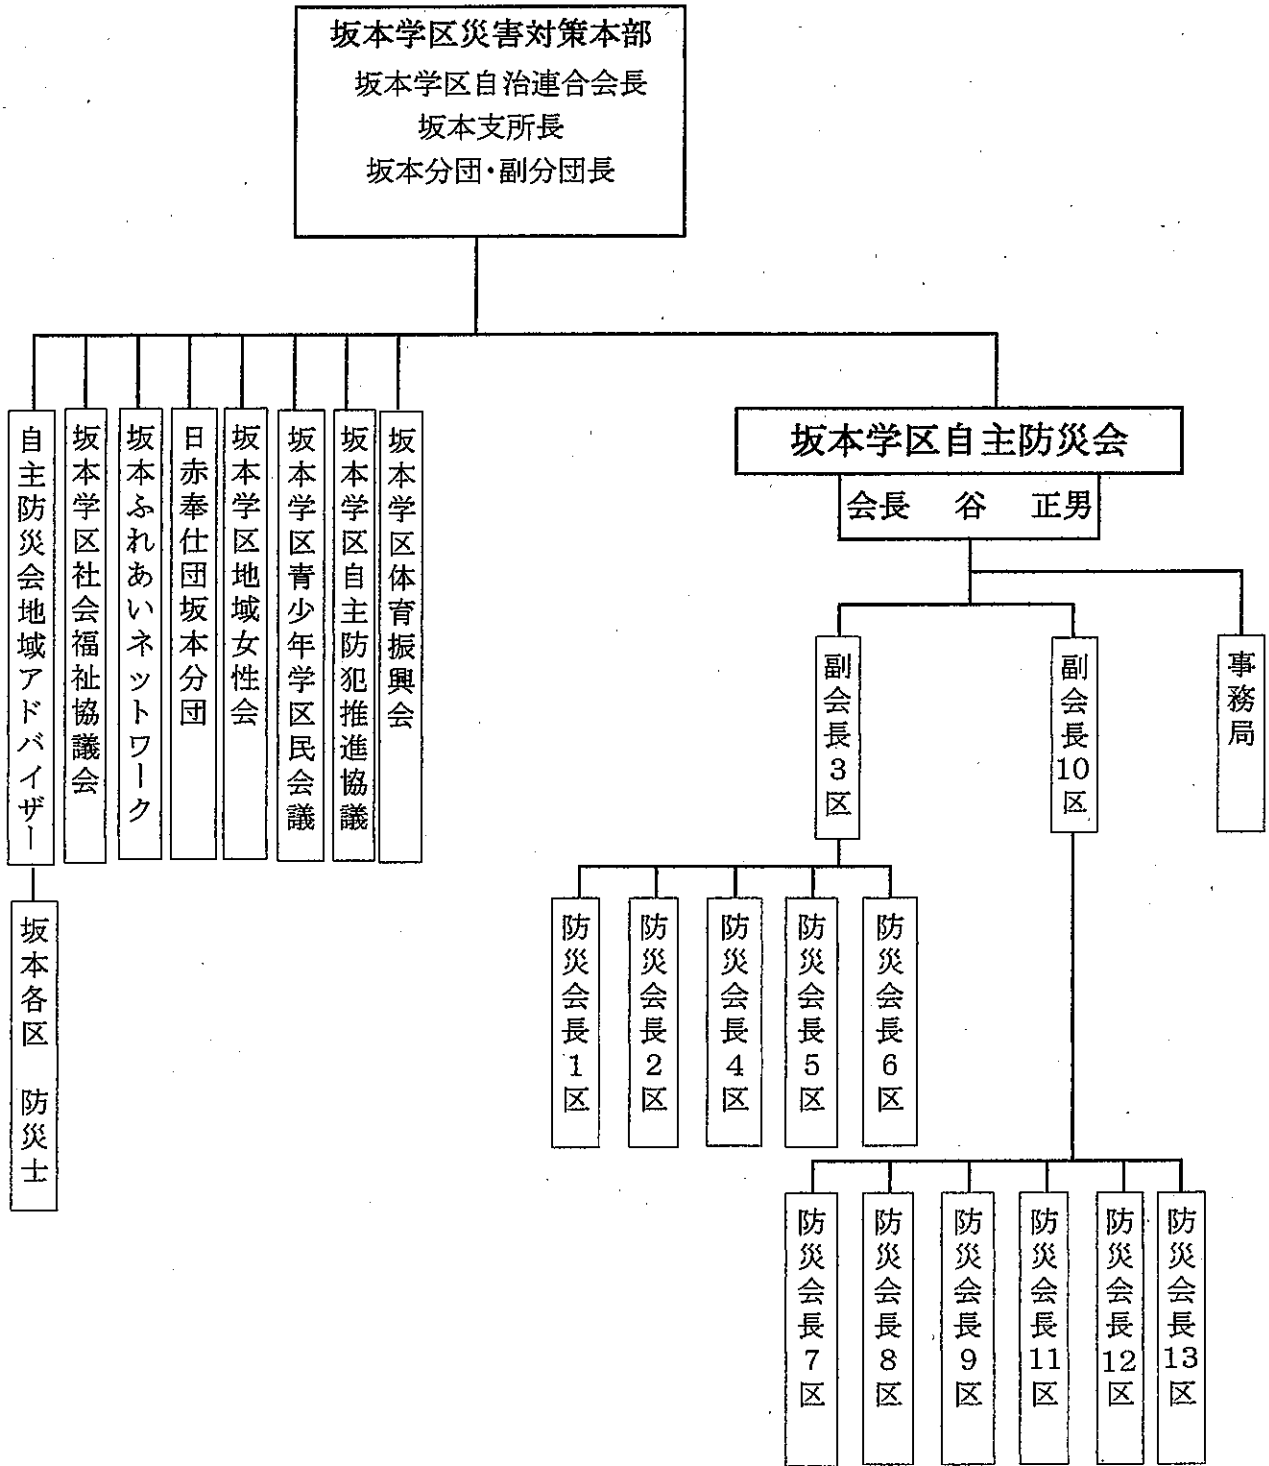 坂本学区災害対策本部
坂本学区自治連合会長
坂本支所長
坂本分団・副分団長
自主防災会地域アドバイザー
坂本学区社会福祉協議会
坂本ふれあいネットワーク
日赤奉仕団坂本分団
坂本学区地域女性会
坂本学区青少年学区民会議
坂本学区自主防犯推進協議
坂本学区体育振興会
坂本各区 防災士
坂本学区自主防災会
会長 谷 正男
副会長3区
副会長10区
事務局
防災会長1区
防災会長2区
防災会長4区
防災会長5区
防災会長6区
防災会長7区
防災会長8区
防災会長9区
防災会長11区
防災会長12区
防災会長13区